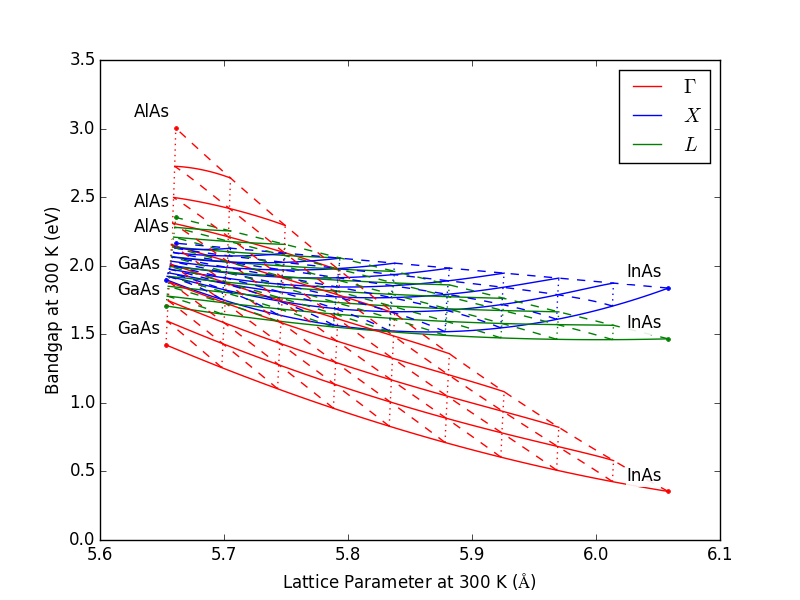 3.5
3.0
2.5
2.0
1.5
1.0
0.5
0.0
5.6
5.7
5.8
5.9
6.0
6.1
Bandgap at 300 K (eV)
Lattice Parameter at 300 K (Å)
Γ
X
L
AlAs
AlAs
AlAs
GaAs
GaAs
GaAs
InAs
InAs
InAs